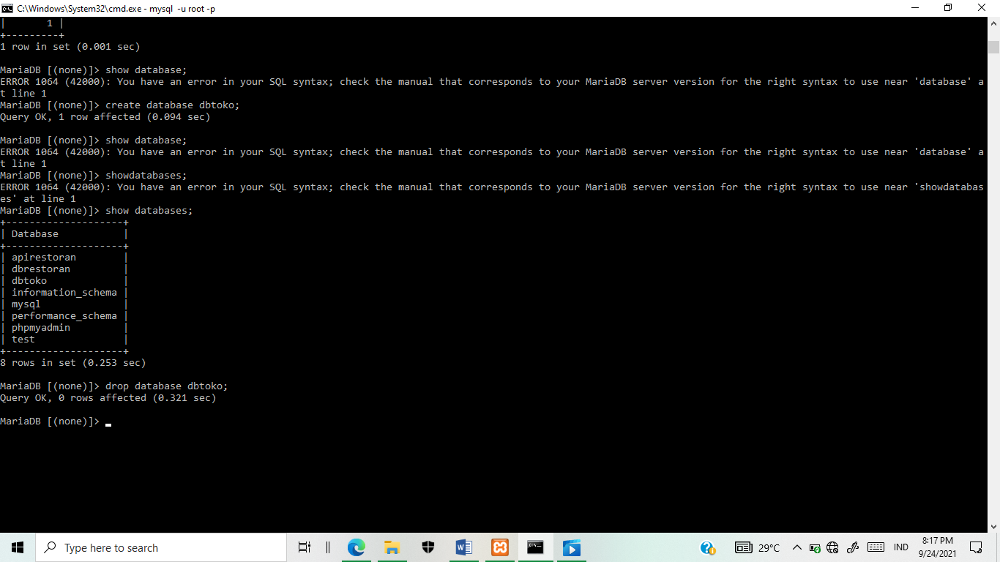 C:\Windows\System32\cmd.exe - mysql -u root -p
|       1 |
+---------+
1 row in set (0.001 sec)
MariaDB [(none)]> show database;
ERROR 1064 (42000): You have an error in your SQL syntax; check the manual that corresponds to your MariaDB server version for the right syntax to use near 'database' a
t line 1
MariaDB [(none)]> create database dbtoko;
Query OK, 1 row affected (0.094 sec)
MariaDB [(none)]> show database;
ERROR 1064 (42000): You have an error in your SQL syntax; check the manual that corresponds to your MariaDB server version for the right syntax to use near 'database' a
t line 1
MariaDB [(none)]> showdatabases;
ERROR 1064 (42000): You have an error in your SQL syntax; check the manual that corresponds to your MariaDB server version for the right syntax to use near 'showdatabas
es' at line 1
MariaDB [(none)]> show databases;
+--------------------+
| Database           |
+--------------------+
| apirestoran        |
| dbrestoran         |
| dbtoko             |
| information_schema |
| mysql              |
| performance_schema |
| phpmyadmin         |
| test               |
+--------------------+
8 rows in set (0.253 sec)
MariaDB [(none)]> drop database dbtoko;
Query OK, 0 rows affected (0.321 sec)
MariaDB [(none)]>
Type here to search
29°C
IND
8:17 PM
9/24/2021